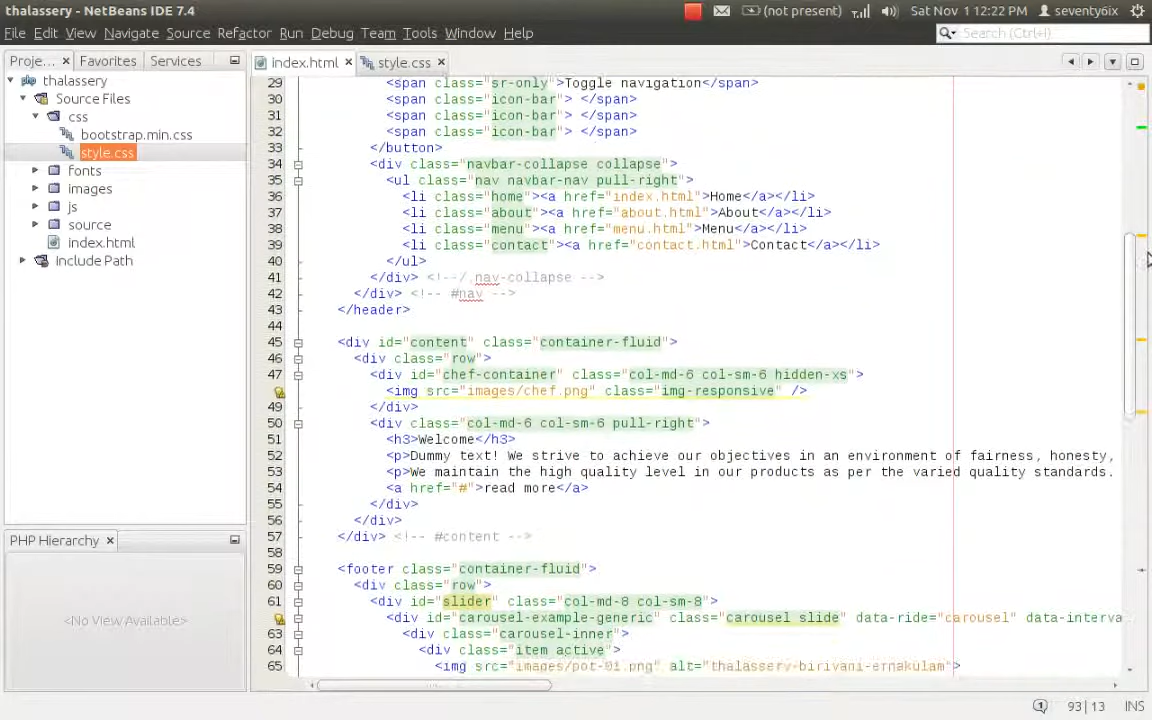 thalassery - NetBeans IDE 7.4
(not present)
Sat Nov 1 12:22 PM
seventy6ix
File Edit View Navigate Source Refactor Run Debug Team Tools Window Help
Search (Ctrl+I)
Proje...
Favorites
Services
index.html
style.css
thalassery
Source Files
css
bootstrap.min.css
style.css
fonts
images
js
source
index.html
Include Path
PHP Hierarchy
<No View Available>
29 <span class="sr-only">Toggle navigation</span>
30 <span class="icon-bar"> </span>
31 <span class="icon-bar"> </span>
32 <span class="icon-bar"> </span>
33 </button>
34 <div class="navbar-collapse collapse">
35 <ul class="nav navbar-nav pull-right">
36 <li class="home"><a href="index.html">Home</a></li>
37 <li class="about"><a href="about.html">About</a></li>
38 <li class="menu"><a href="menu.html">Menu</a></li>
39 <li class="contact"><a href="contact.html">Contact</a></li>
40 </ul>
41 </div> <!--/.nav-collapse -->
42 </div> <!-- #nav -->
43 </header>
44
45 <div id="content" class="container-fluid">
46 <div class="row">
47 <div id="chef-container" class="col-md-6 col-sm-6 hidden-xs">
<img src="images/chef.png" class="img-responsive" />
49 </div>
50 <div class="col-md-6 col-sm-6 pull-right">
51 <h3>Welcome</h3>
52 <p>Dummy text! We strive to achieve our objectives in an environment of fairness, honesty,
53 <p>We maintain the high quality level in our products as per the varied quality standards.
54 <a href="#">read more</a>
55 </div>
56 </div>
57 </div> <!-- #content -->
58
59 <footer class="container-fluid">
60 <div class="row">
61 <div id="slider" class="col-md-8 col-sm-8">
<div id="carousel-example-generic" class="carousel slide" data-ride="carousel" data-interva
63 <div class="carousel-inner">
64 <div class="item active">
65 <img src="images/pot-01.png" alt="thalassery-biriyani-ernakulam">
93|13
INS